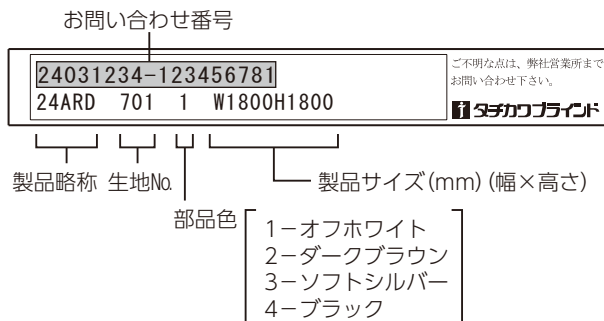 お問い合わせ番号
24031234-123456781
24ARD 701 1 W1800H1800
ご不明な点は、弊社営業所まで
お問い合わせ下さい。
タチカワブラインド
製品略称 生地No. 部品色 製品サイズ(mm) (幅×高さ)
1－オフホワイト
2－ダークブラウン
3－ソフトシルバー
4－ブラック